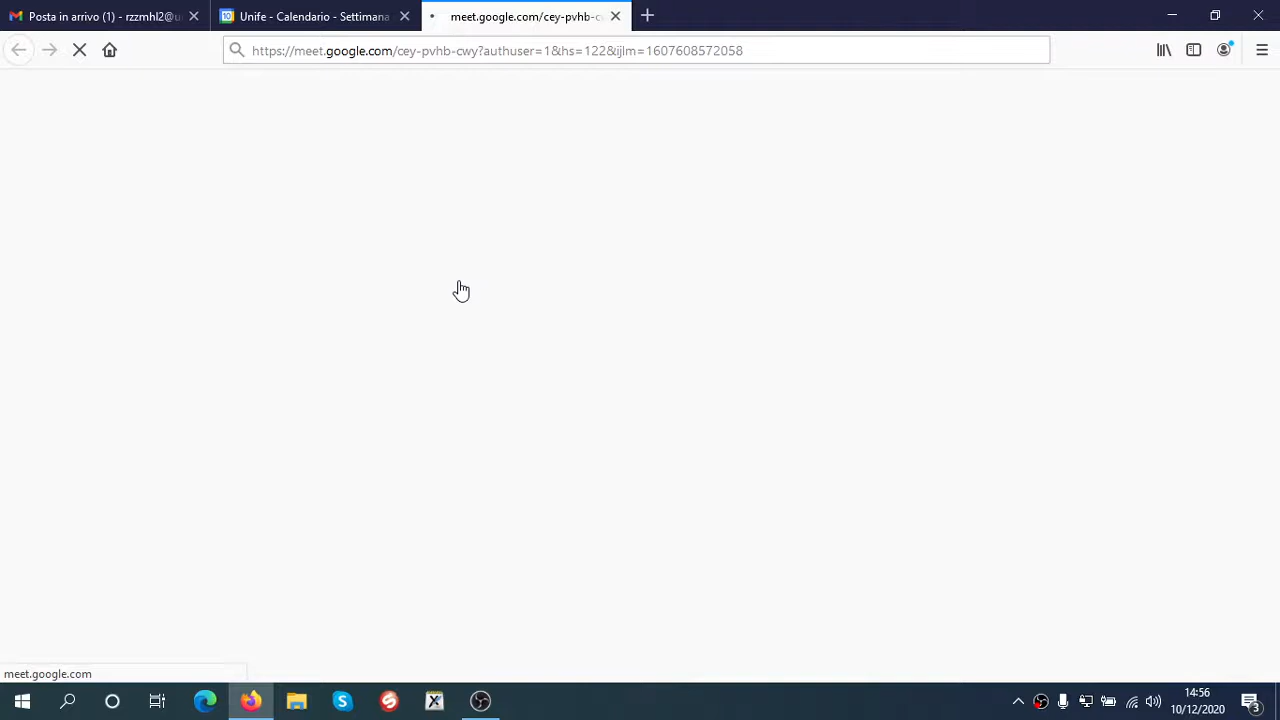 Posta in arrivo (1) - rzzmhl2@u
Unife - Calendario - Settimana
meet.google.com/cey-pvhb-c
https://meet.google.com/cey-pvhb-cwy?authuser=1&hs=122&ijlm=1607608572058
meet.google.com
14:56
10/12/2020
3